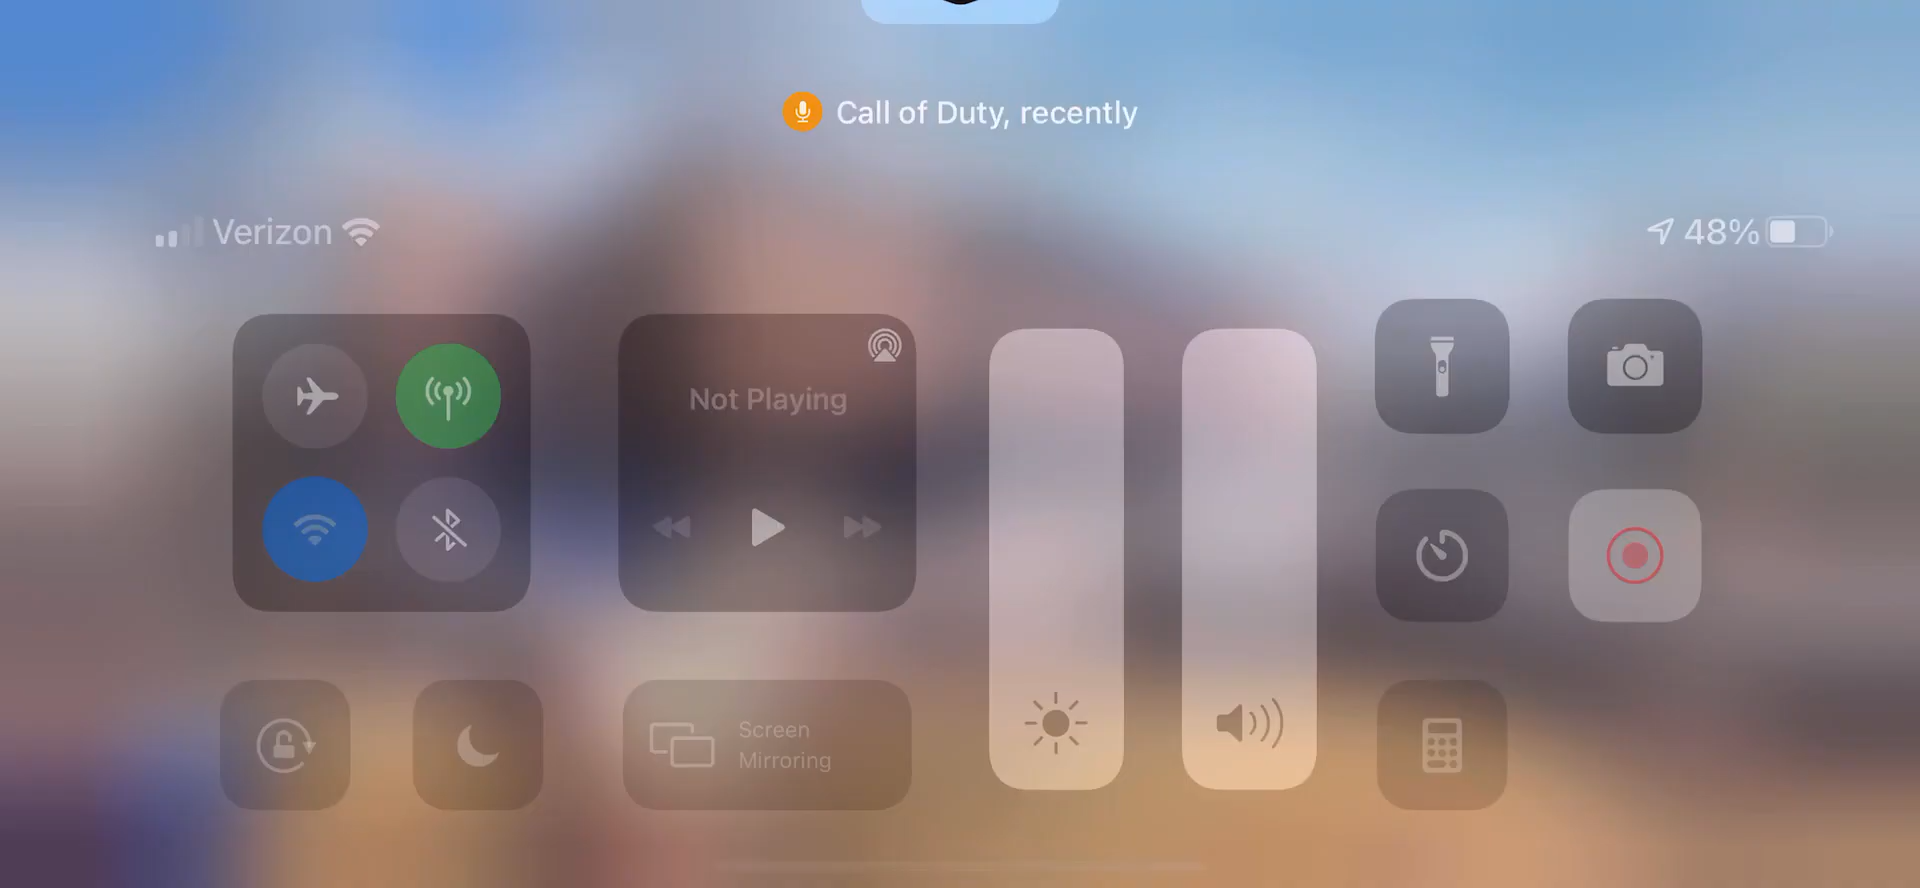 Call of Duty, recently
Verizon
48%
Not Playing
Screen
Mirroring